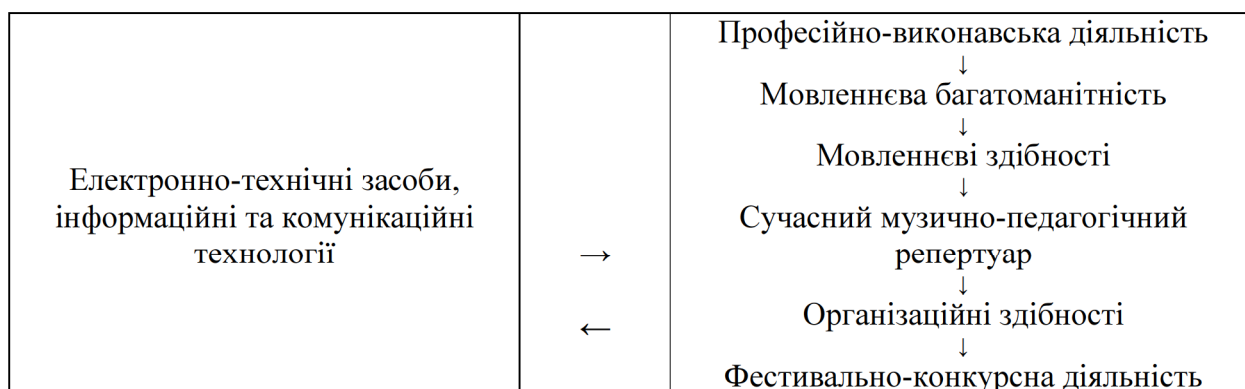 Електронно-технічні засоби,
інформаційні та комунікаційні
технології
→
←
Професійно-виконавська діяльність
↓
Мовленнєва багатоманітність
↓
Мовленнєві здібності
↓
Сучасний музично-педагогічний
репертуар
↓
Організаційні здібності
↓
Фестивально-конкурсна діяльність